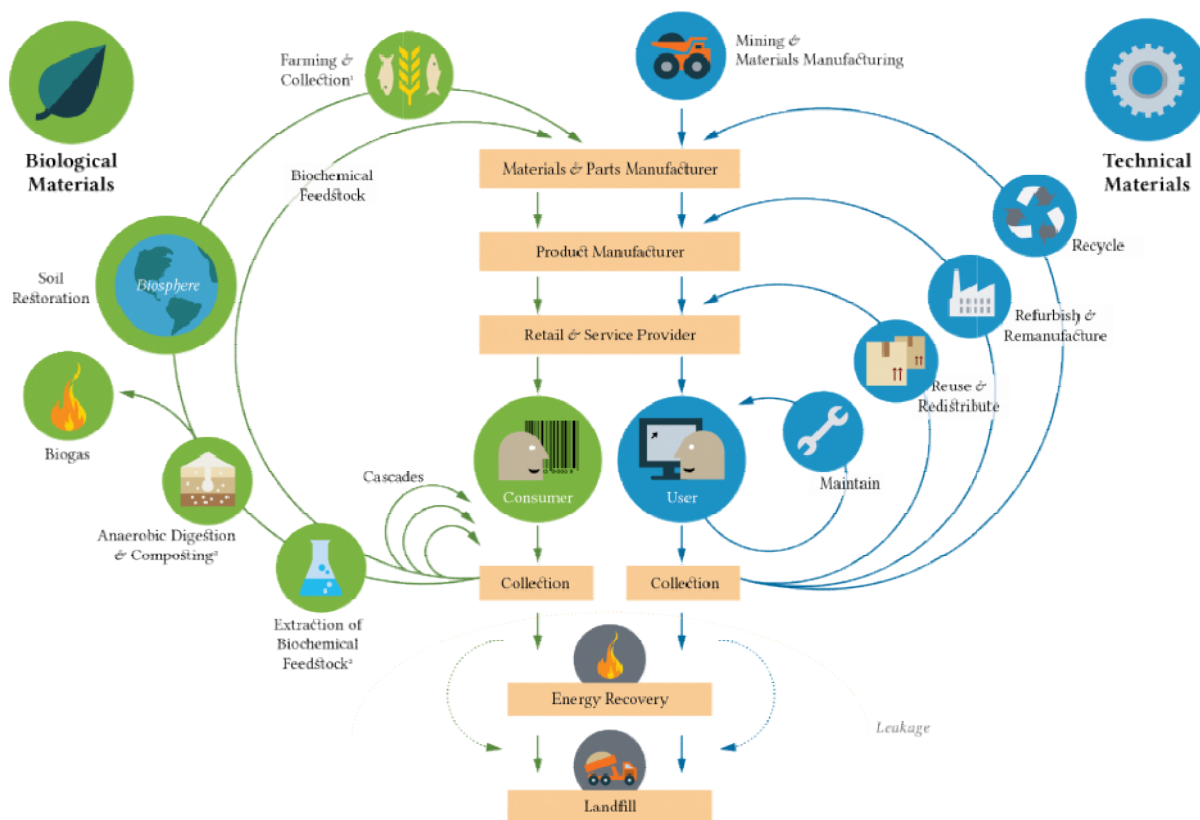 Farming &
Collection¹
Mining &
Materials Manufacturing
Biological
Materials
Technical
Materials
Biochemical
Feedstock
Materials & Parts Manufacturer
Recycle
Product Manufacturer
Soil
Restoration
Biosphere
Refurbish &
Remanufacture
Retail & Service Provider
Reuse &
Redistribute
Biogas
Cascades
Consumer
User
Maintain
Anaerobic Digestion
& Composting²
Collection
Collection
Extraction of
Biochemical
Feedstock²
Energy Recovery
Leakage
Landfill